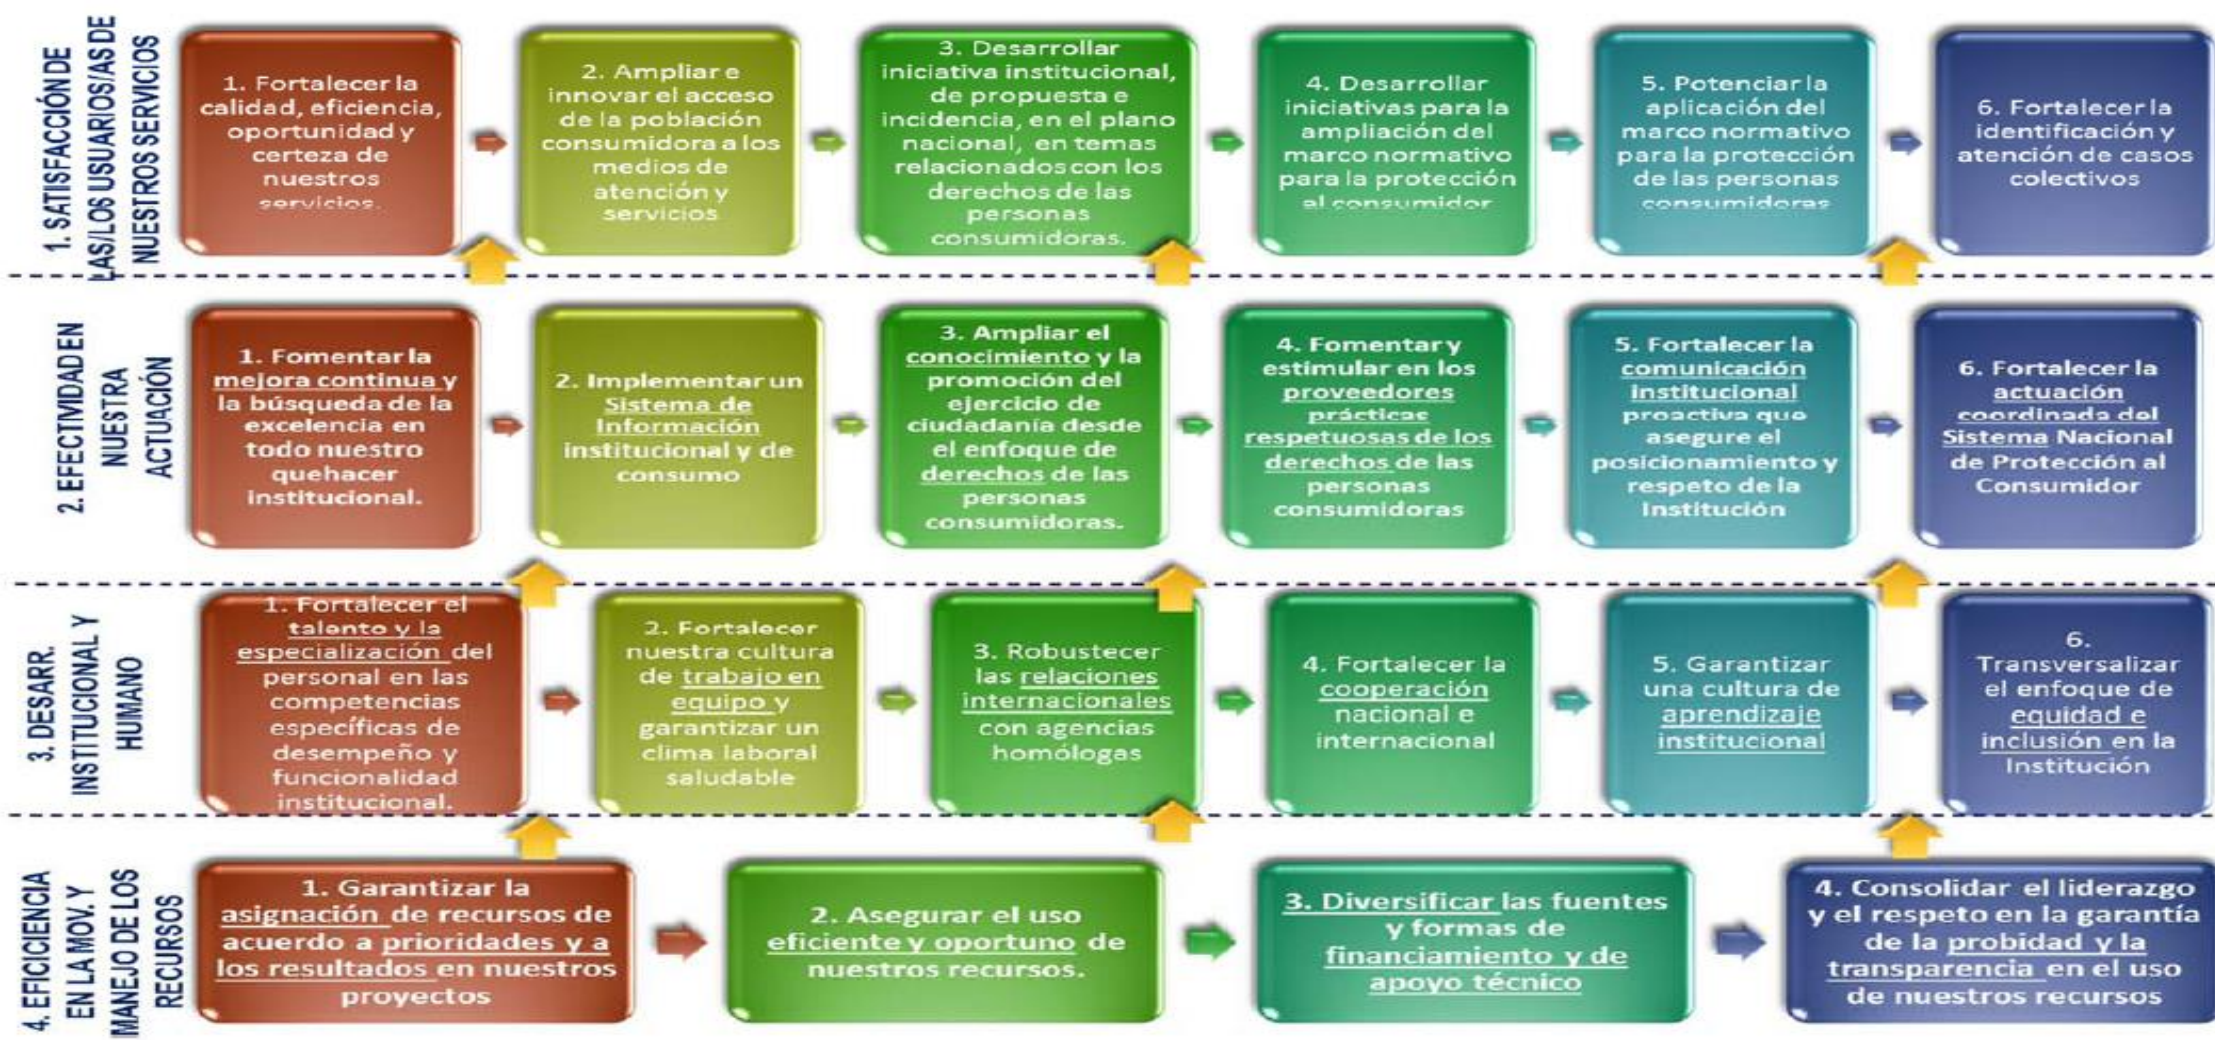 1. SATISFACCIÓN DE
LAS/LOS USUARIOS/AS DE
NUESTROS SERVICIOS
1. Fortalecer la
calidad, eficiencia,
oportunidad y
certeza de
nuestros
servicios.
2. Ampliar e
innovar el acceso
de la población
consumidora a los
medios de
atención y
servicios
3. Desarrollar
iniciativa institucional,
de propuesta e
incidencia, en el plano
nacional, en temas
relacionados con los
derechos de las
personas
consumidoras.
4. Desarrollar
iniciativas para la
ampliación del
marco normativo
para la protección
al consumidor
5. Potenciar la
aplicación del
marco normativo
para la protección
de las personas
consumidoras
6. Fortalecer la
identificación y
atención de casos
colectivos
2. EFECTIVIDAD EN
NUESTRA
ACTUACIÓN
1. Fomentar la
mejora continua y
la búsqueda de la
excelencia en
todo nuestro
quehacer
institucional.
2. Implementar un
Sistema de
Información
institucional y de
consumo
3. Ampliar el
conocimiento y la
promoción del
ejercicio de
ciudadanía desde
el enfoque de
derechos de las
personas
consumidoras.
4. Fomentar y
estimular en los
proveedores
prácticas
respetuosas de los
derechos de las
personas
consumidoras
5. Fortalecer la
comunicación
institucional
proactiva que
asegure el
posicionamiento y
respeto de la
Institución
6. Fortalecer la
actuación
coordinada del
Sistema Nacional
de Protección al
Consumidor
3. DESARR.
INSTITUCIONAL Y
HUMANO
1. Fortalecer el
talento y la
especialización del
personal en las
competencias
específicas de
desempeño y
funcionalidad
institucional.
2. Fortalecer
nuestra cultura
de trabajo en
equipo y
garantizar un
clima laboral
saludable
3. Robustecer
las relaciones
internacionales
con agencias
homólogas
4. Fortalecer la
cooperación
nacional e
internacional
5. Garantizar
una cultura de
aprendizaje
institucional
6.
Transversalizar
el enfoque de
equidad e
inclusión en la
Institución
4. EFICICIENCIA
EN LA MOV. Y
MANEJO DE LOS
RECURSOS
1. Garantizar la
asignación de recursos de
acuerdo a prioridades y a
los resultados en nuestros
proyectos
2. Asegurar el uso
eficiente y oportuno de
nuestros recursos.
3. Diversificar las fuentes
y formas de
financiamiento y de
apoyo técnico
4. Consolidar el liderazgo
y el respeto en la garantía
de la probidad y la
transparencia en el uso
de nuestros recursos